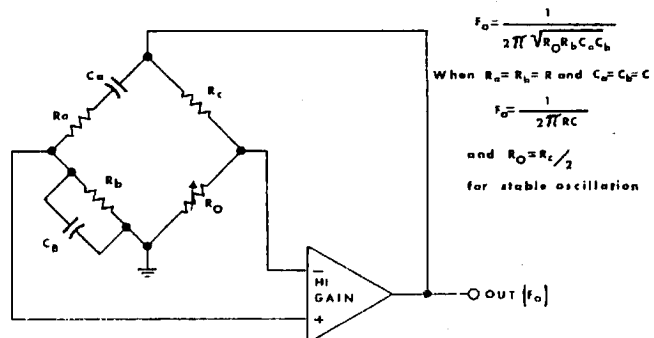 Ca
Ra
Rc
Rb
RO
CB
−
HI
GAIN
+
OUT (Fo)
Fo = 1 / 2π √RORbCaCb
When Ra = Rb = R and Ca = Cb = C
Fo = 1 / 2πRC
and RO = Rc/2
for stable oscillation